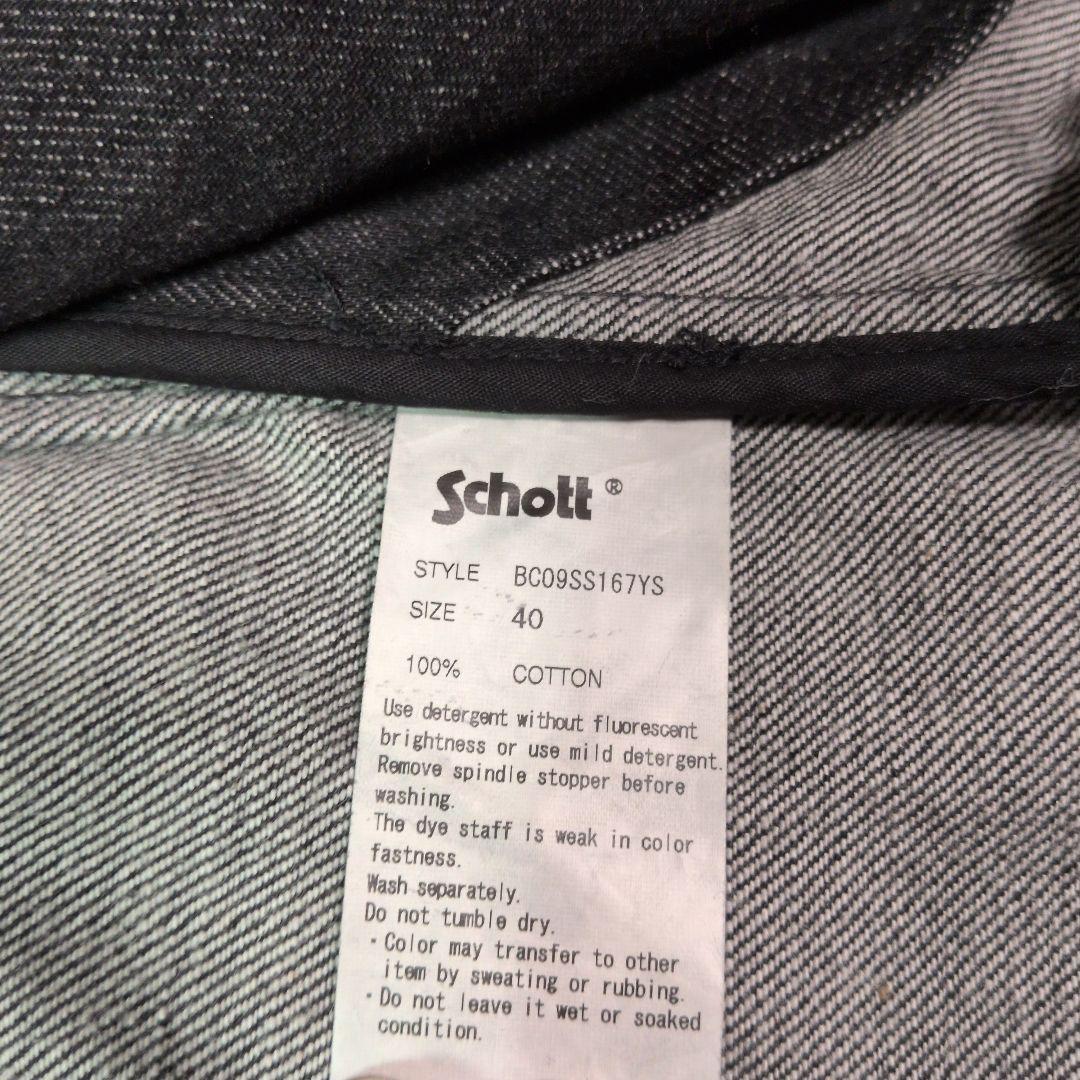 Schott®
STYLE BC09SS167YS
SIZE 40
100% COTTON
Use detergent without fluorescent
brightness or use mild detergent.
Remove spindle stopper before
washing.
The dye staff is weak in color
fastness.
Wash separately.
Do not tumble dry.
・Color may transfer to other
item by sweating or rubbing.
・Do not leave it wet or soaked
condition.